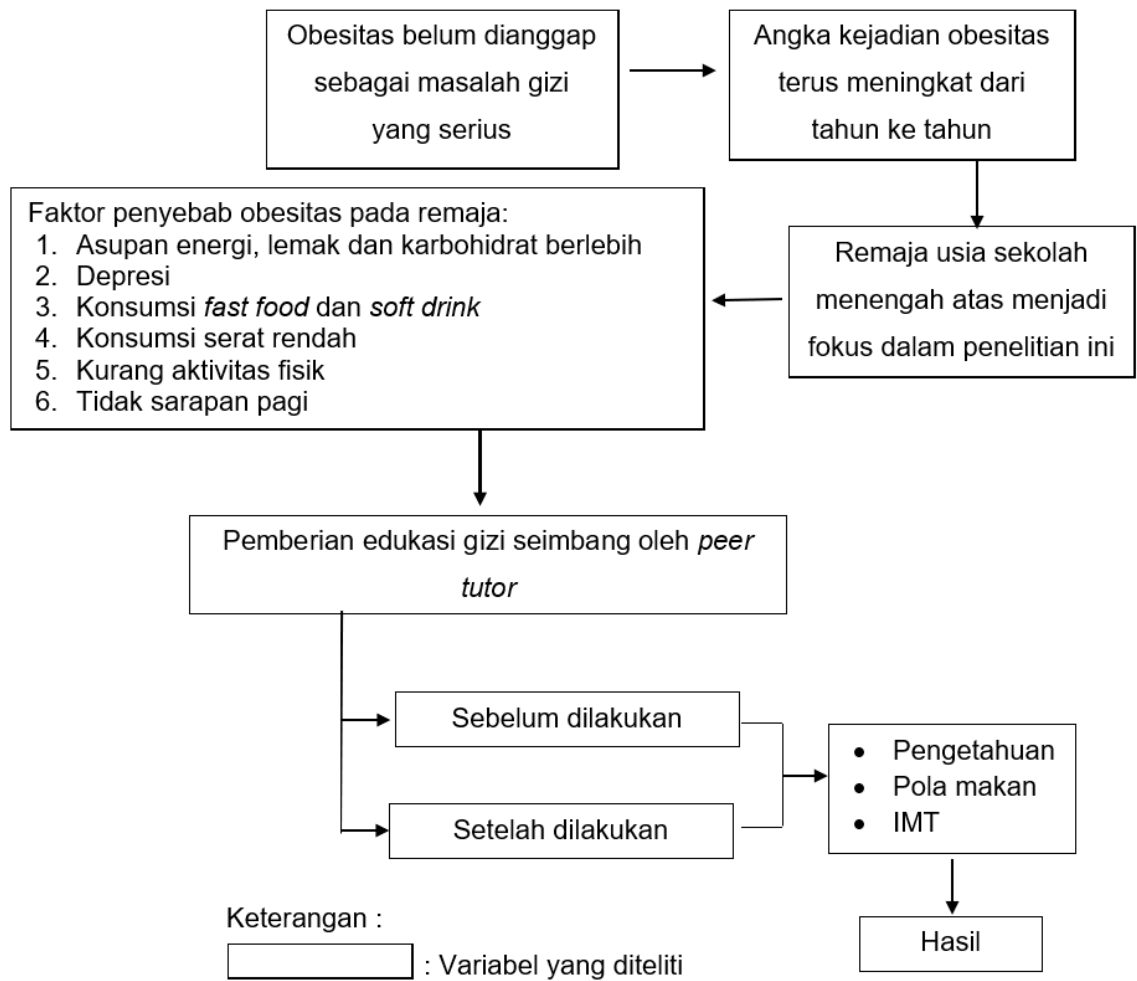 Obesitas belum dianggap
sebagai masalah gizi
yang serius
Angka kejadian obesitas
terus meningkat dari
tahun ke tahun
Remaja usia sekolah
menengah atas menjadi
fokus dalam penelitian ini
Faktor penyebab obesitas pada remaja:
1. Asupan energi, lemak dan karbohidrat berlebih
2. Depresi
3. Konsumsi fast food dan soft drink
4. Konsumsi serat rendah
5. Kurang aktivitas fisik
6. Tidak sarapan pagi
Pemberian edukasi gizi seimbang oleh peer
tutor
Sebelum dilakukan
Setelah dilakukan
• Pengetahuan
• Pola makan
• IMT
Hasil
Keterangan :
: Variabel yang diteliti